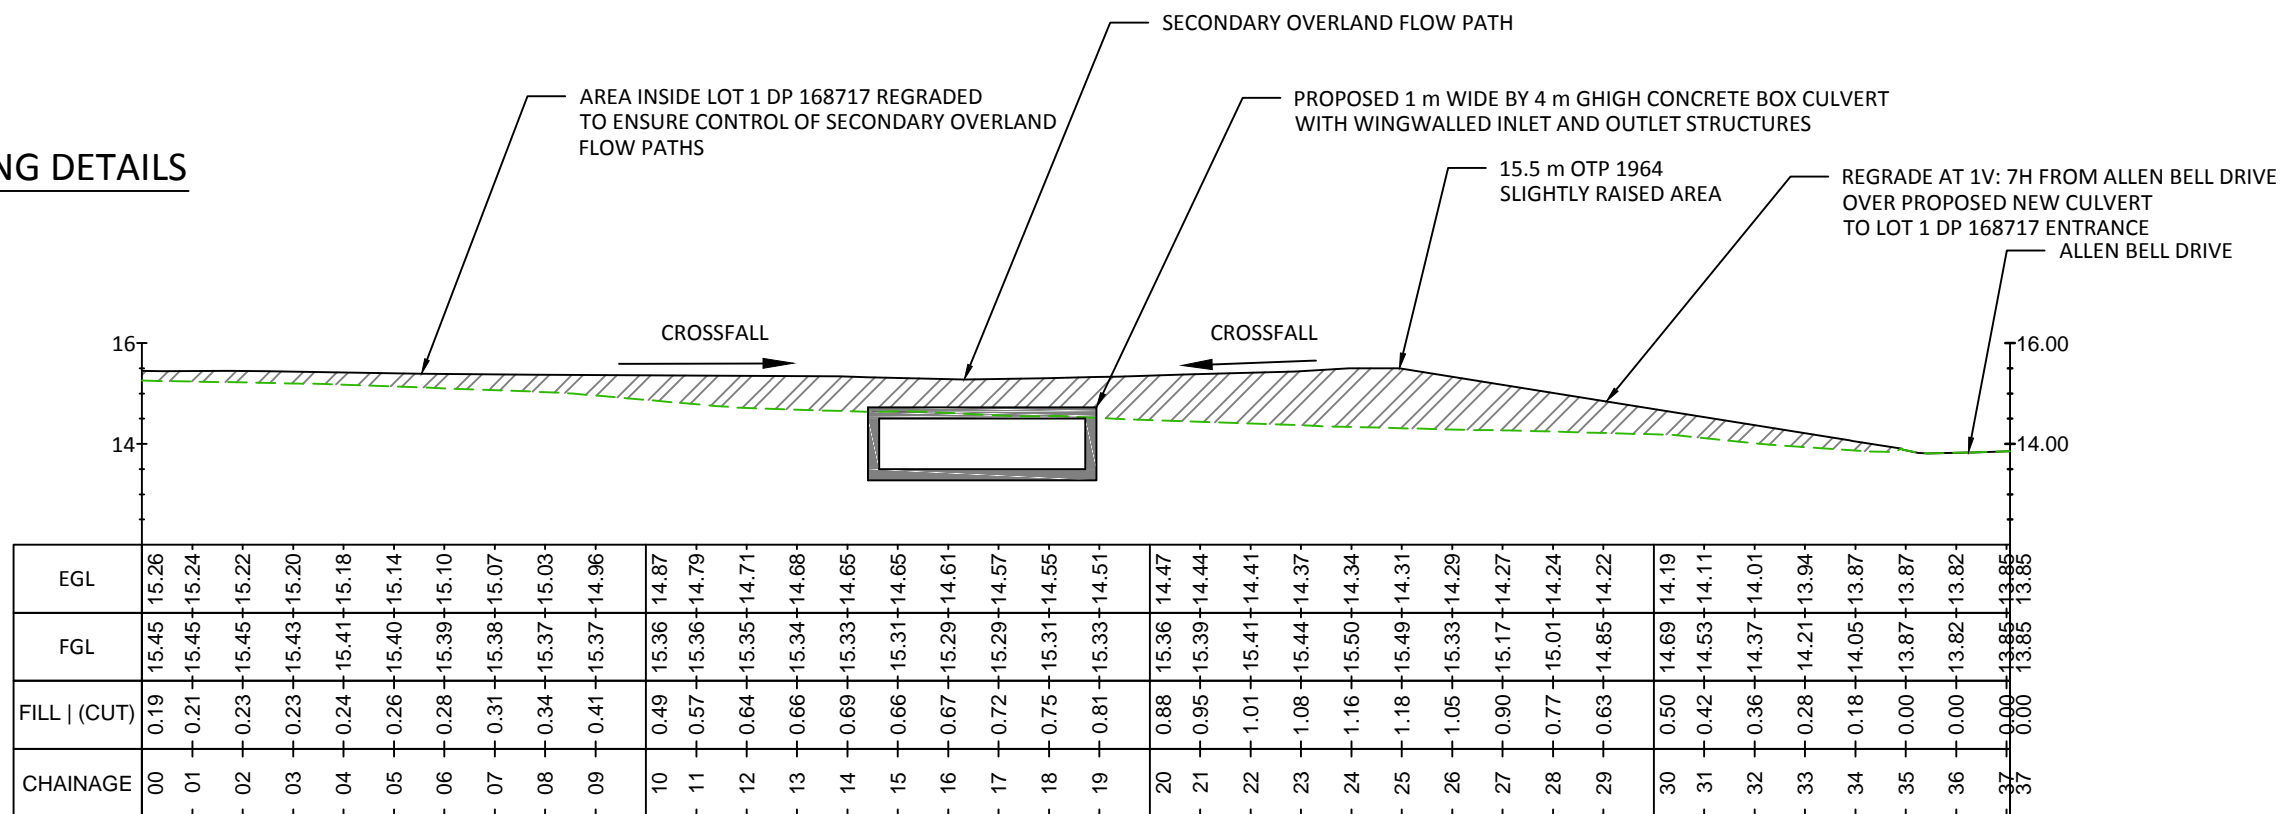 SECONDARY OVERLAND FLOW PATH
AREA INSIDE LOT 1 DP 168717 REGRADED
TO ENSURE CONTROL OF SECONDARY OVERLAND
FLOW PATHS
PROPOSED 1 m WIDE BY 4 m GHIGH CONCRETE BOX CULVERT
WITH WINGWALLED INLET AND OUTLET STRUCTURES
NG DETAILS
15.5 m OTP 1964
SLIGHTLY RAISED AREA
REGRADE AT 1V: 7H FROM ALLEN BELL DRIVE
OVER PROPOSED NEW CULVERT
TO LOT 1 DP 168717 ENTRANCE
ALLEN BELL DRIVE
CROSSFALL
CROSSFALL
16
16.00
14
14.00
EGL 15.26 15.24 15.22 15.20 15.18 15.14 15.10 15.07 15.03 14.96 14.87 14.79 14.71 14.68 14.65 14.65 14.61 14.57 14.55 14.51 14.47 14.44 14.41 14.37 14.34 14.31 14.29 14.27 14.24 14.22 14.19 14.11 14.01 13.94 13.87 13.87 13.82 13.85 13.85
FGL 15.45 15.45 15.45 15.43 15.41 15.40 15.39 15.38 15.37 15.37 15.36 15.36 15.35 15.34 15.33 15.31 15.29 15.29 15.31 15.33 15.36 15.39 15.41 15.44 15.50 15.49 15.33 15.17 15.01 14.85 14.69 14.53 14.37 14.21 14.05 13.87 13.82 13.85 13.85
FILL | (CUT) 0.19 0.21 0.23 0.23 0.24 0.26 0.28 0.31 0.34 0.41 0.49 0.57 0.64 0.66 0.69 0.66 0.67 0.72 0.75 0.81 0.88 0.95 1.01 1.08 1.16 1.18 1.05 0.90 0.77 0.63 0.50 0.42 0.36 0.28 0.18 0.00 0.00 0.00 0.00
CHAINAGE 00 01 02 03 04 05 06 07 08 09 10 11 12 13 14 15 16 17 18 19 20 21 22 23 24 25 26 27 28 29 30 31 32 33 34 35 36 37 37